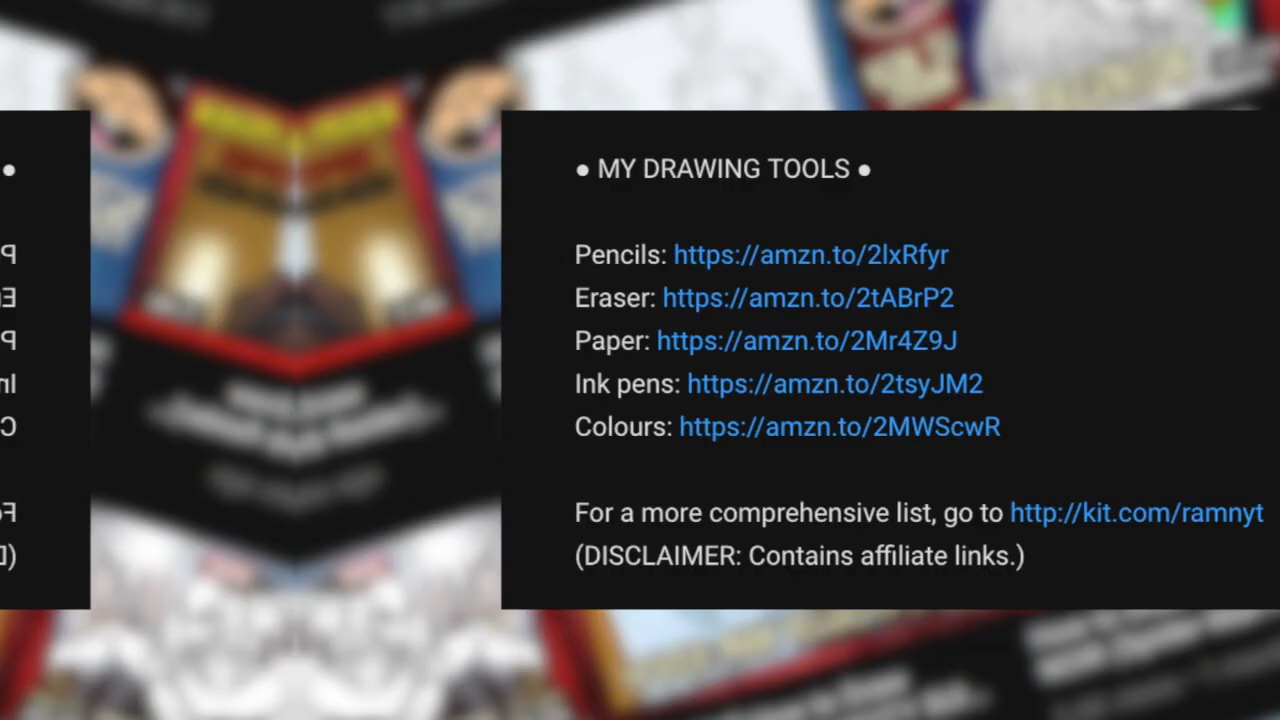 ● MY DRAWING TOOLS ●
Pencils: https://amzn.to/2lxRfyr
Eraser: https://amzn.to/2tABrP2
Paper: https://amzn.to/2Mr4Z9J
Ink pens: https://amzn.to/2tsyJM2
Colours: https://amzn.to/2MWScwR
For a more comprehensive list, go to http://kit.com/ramnyt
(DISCLAIMER: Contains affiliate links.)